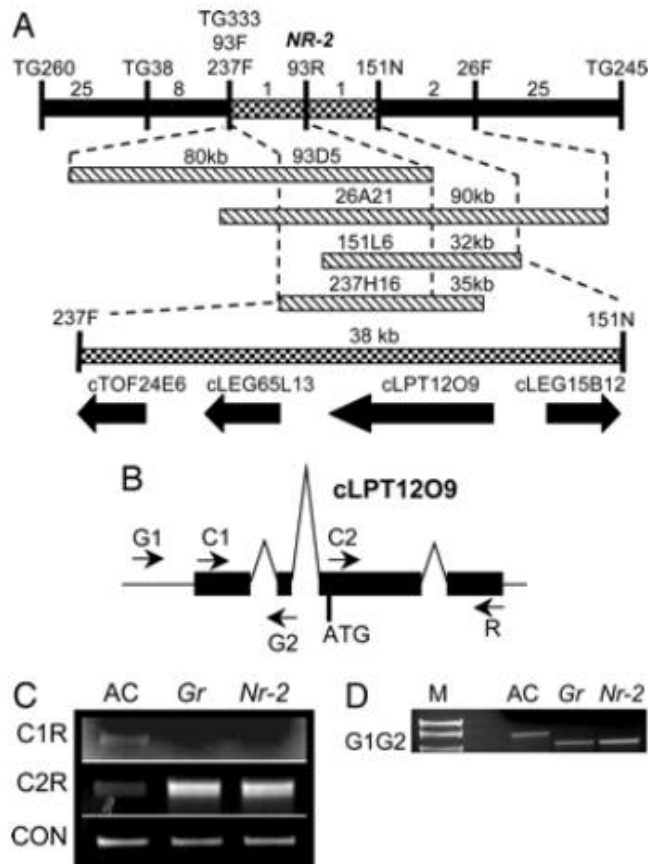 A
TG333
93F
NR-2
TG260 TG38 237F 93R 151N 26F TG245
25 8 1 1 2 25
80kb 93D5
26A21 90kb
151L6 32kb
237H16 35kb
237F 151N
38 kb
cTOF24E6 cLEG65L13 cLPT12O9 cLEG15B12
B
cLPT12O9
G1 C1 C2
G2 ATG R
C
AC Gr Nr-2
C1R
C2R
CON
D
M AC Gr Nr-2
G1G2